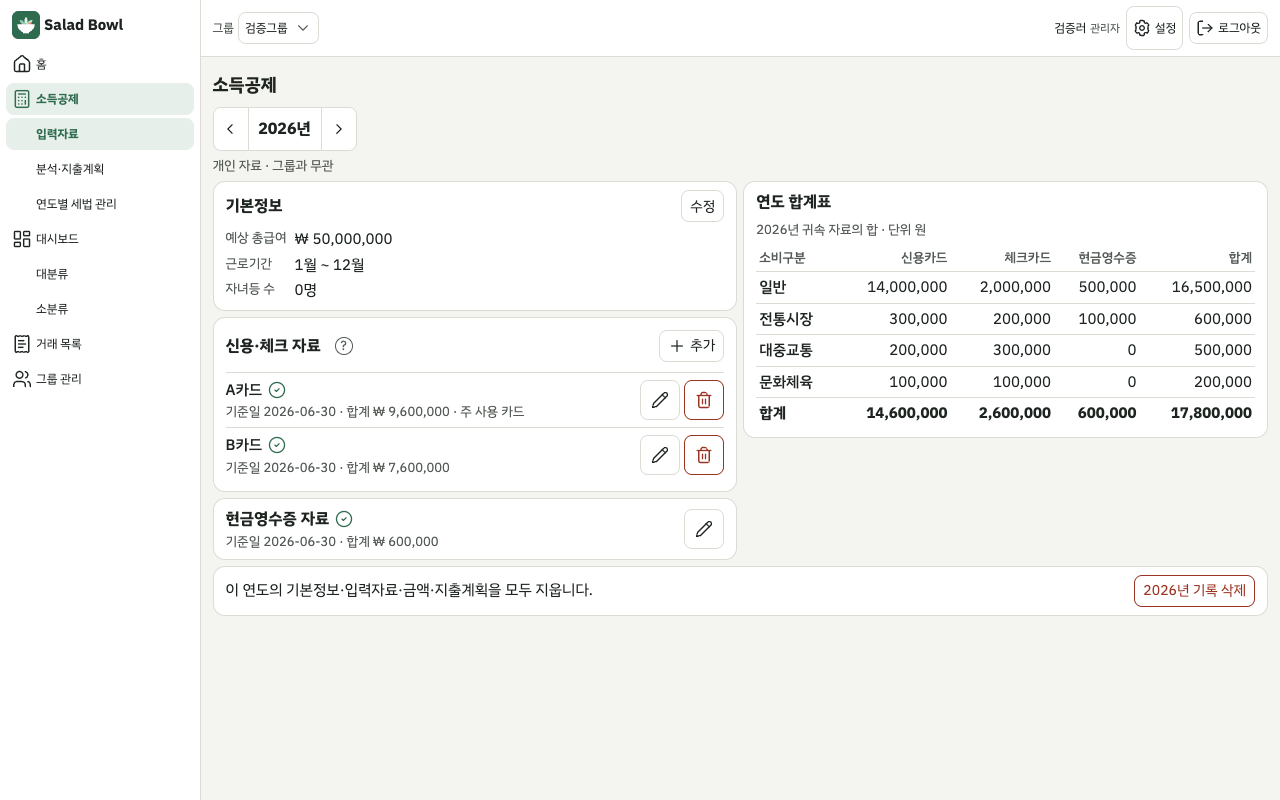 Salad Bowl
홈
소득공제
입력자료
분석·지출계획
연도별 세법 관리
대시보드
대분류
소분류
거래 목록
그룹 관리
그룹 검증그룹
검증러 관리자 설정 로그아웃
소득공제
2026년
개인 자료 · 그룹과 무관
기본정보 수정
예상 총급여 ₩ 50,000,000
근로기간 1월 ~ 12월
자녀등 수 0명
신용·체크 자료 ? + 추가
A카드
기준일 2026-06-30 · 합계 ₩ 9,600,000 · 주 사용 카드
B카드
기준일 2026-06-30 · 합계 ₩ 7,600,000
현금영수증 자료
기준일 2026-06-30 · 합계 ₩ 600,000
연도 합계표
2026년 귀속 자료의 합 · 단위 원
소비구분 신용카드 체크카드 현금영수증 합계
일반 14,000,000 2,000,000 500,000 16,500,000
전통시장 300,000 200,000 100,000 600,000
대중교통 200,000 300,000 0 500,000
문화체육 100,000 100,000 0 200,000
합계 14,600,000 2,600,000 600,000 17,800,000
이 연도의 기본정보·입력자료·금액·지출계획을 모두 지웁니다.
2026년 기록 삭제